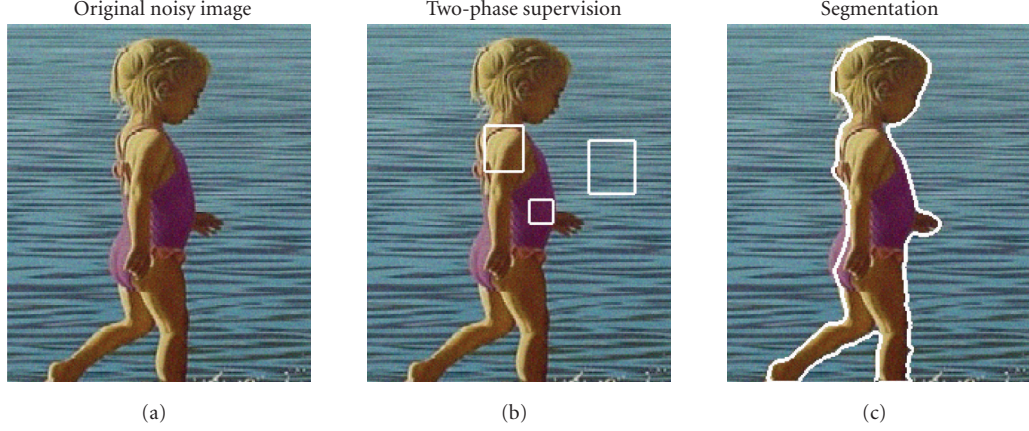 Original noisy image
Two-phase supervision
Segmentation
(a)
(b)
(c)